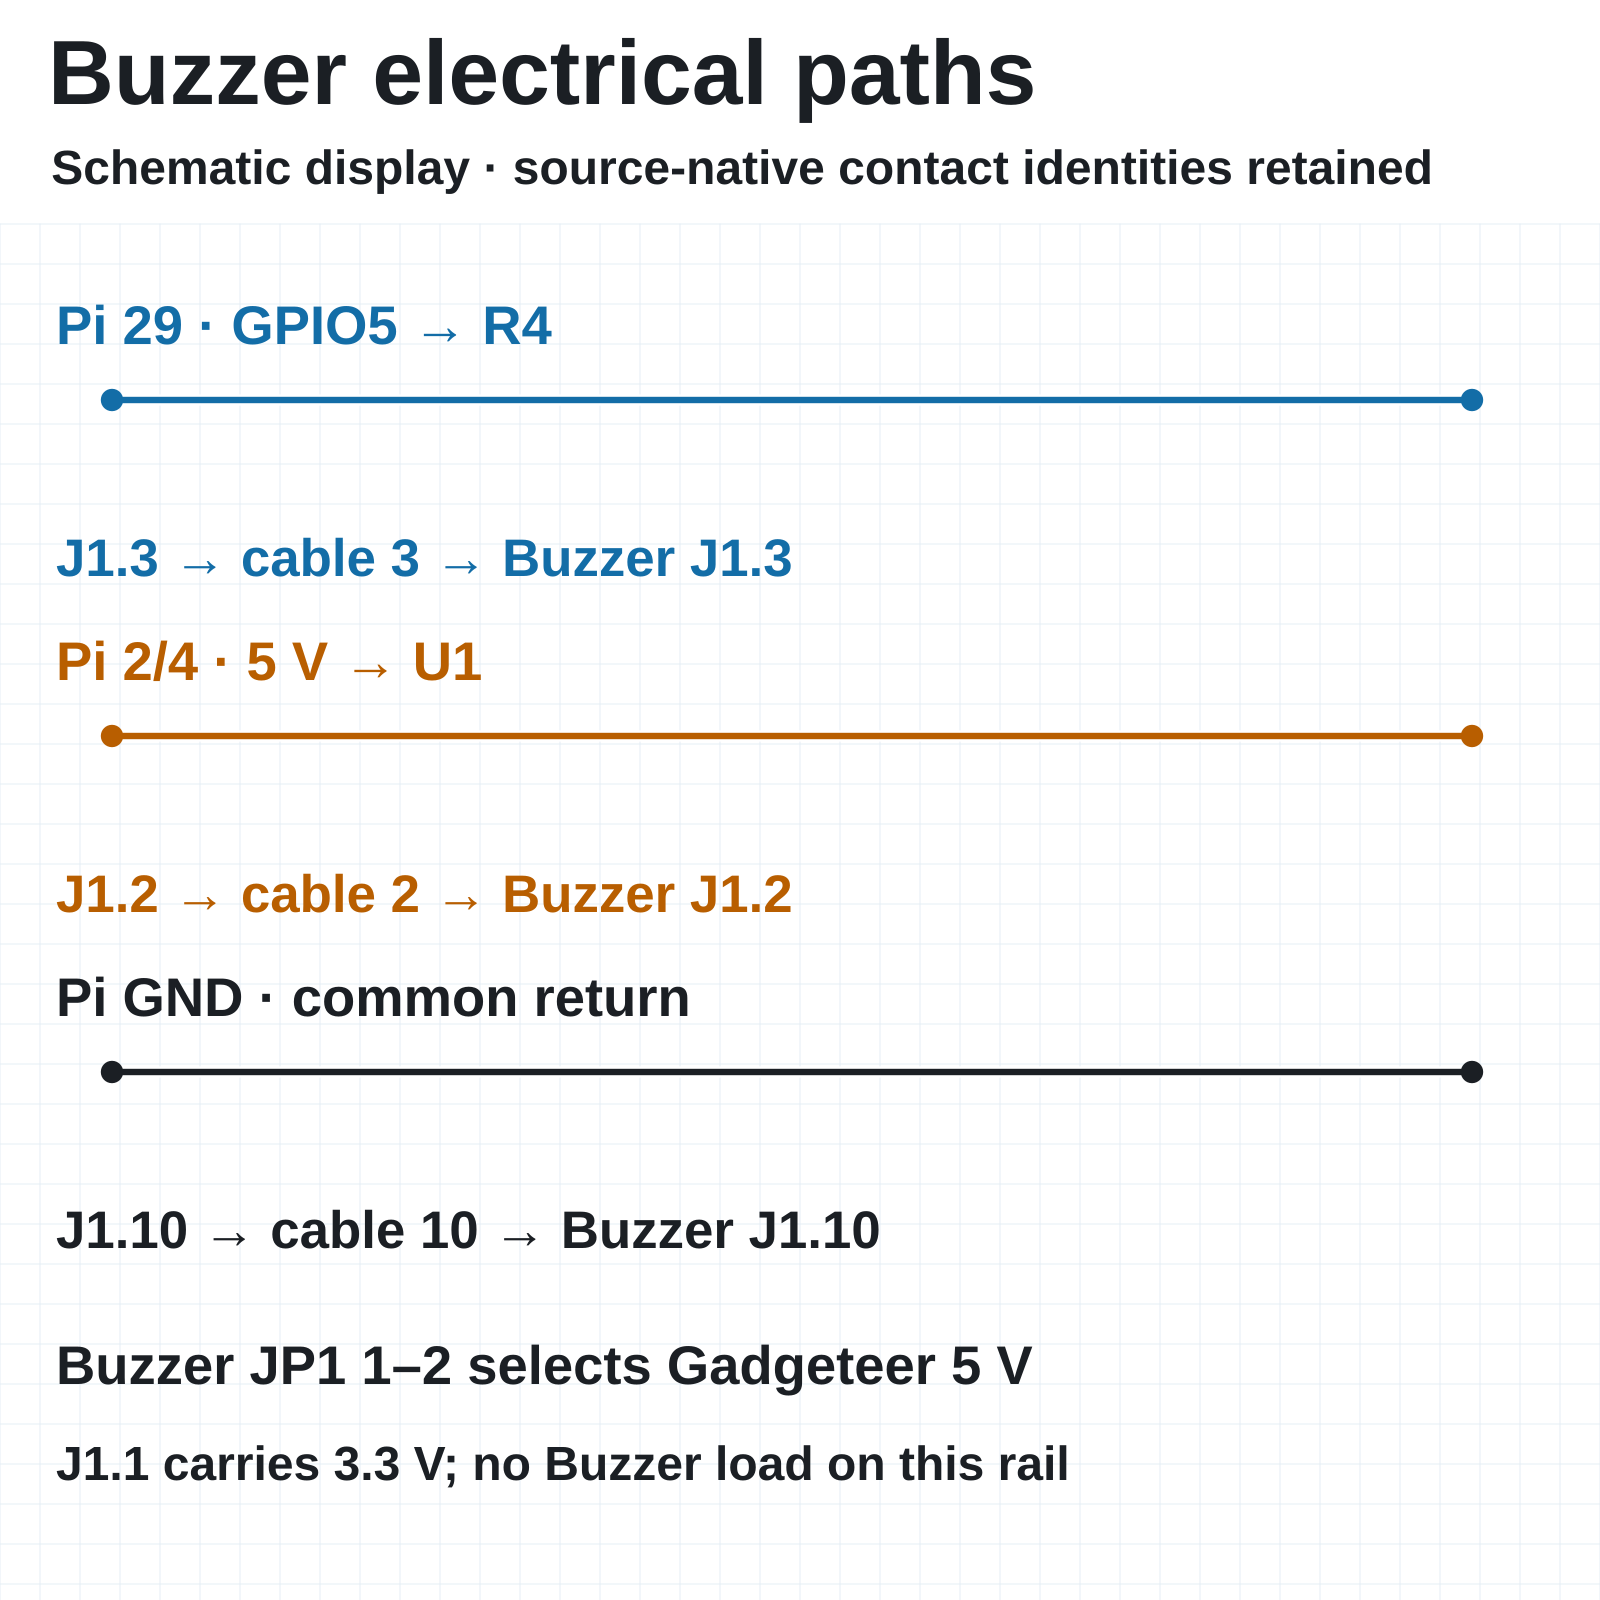 Buzzer electrical paths
Schematic display · source-native contact identities retained
Pi 29 · GPIO5 → R4
J1.3 → cable 3 → Buzzer J1.3
Pi 2/4 · 5 V → U1
J1.2 → cable 2 → Buzzer J1.2
Pi GND · common return
J1.10 → cable 10 → Buzzer J1.10
Buzzer JP1 1–2 selects Gadgeteer 5 V
J1.1 carries 3.3 V; no Buzzer load on this rail